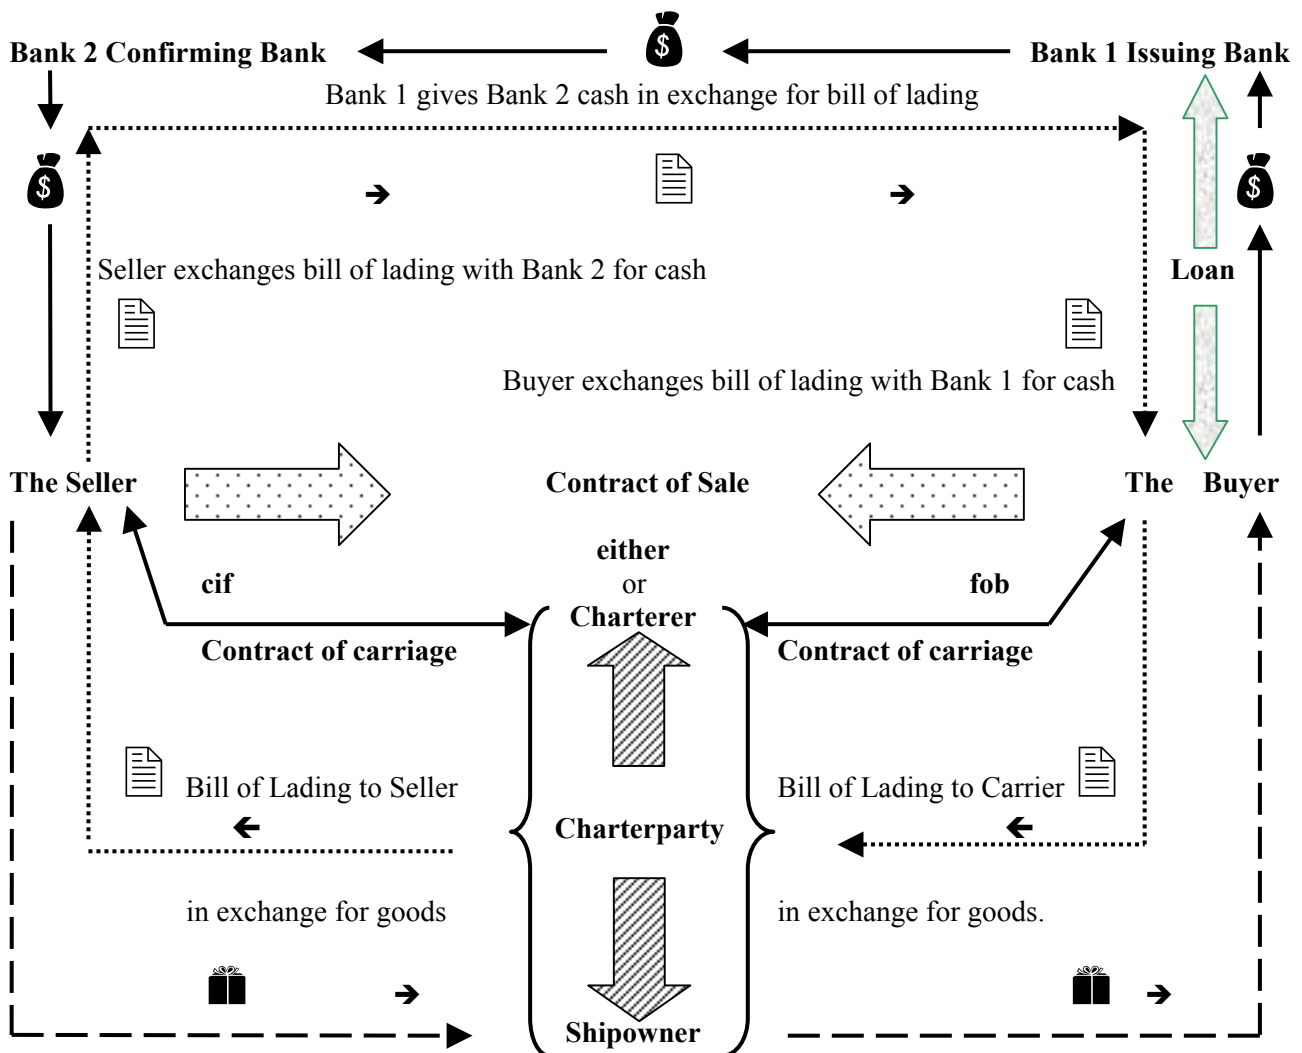 Bank 2 Confirming Bank
$
Bank 1 Issuing Bank
Bank 1 gives Bank 2 cash in exchange for bill of lading
$
$
Seller exchanges bill of lading with Bank 2 for cash
Loan
Buyer exchanges bill of lading with Bank 1 for cash
The Seller
Contract of Sale
The Buyer
either
cif
or
fob
Charterer
Contract of carriage
Contract of carriage
Bill of Lading to Seller
Bill of Lading to Carrier
Charterparty
in exchange for goods
in exchange for goods.
Shipowner